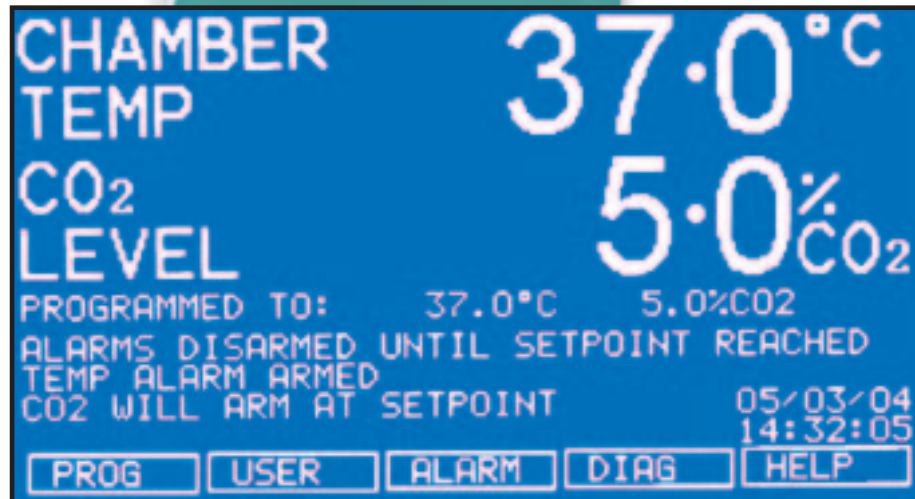 CHAMBER TEMP 37.0°C
CO2 LEVEL 5.0% CO2
PROGRAMMED TO: 37.0°C 5.0%CO2
ALARMS DISARMED UNTIL SETPOINT REACHED
TEMP ALARM ARMED
CO2 WILL ARM AT SETPOINT
05/03/04
14:32:05
PROG USER ALARM DIAG HELP